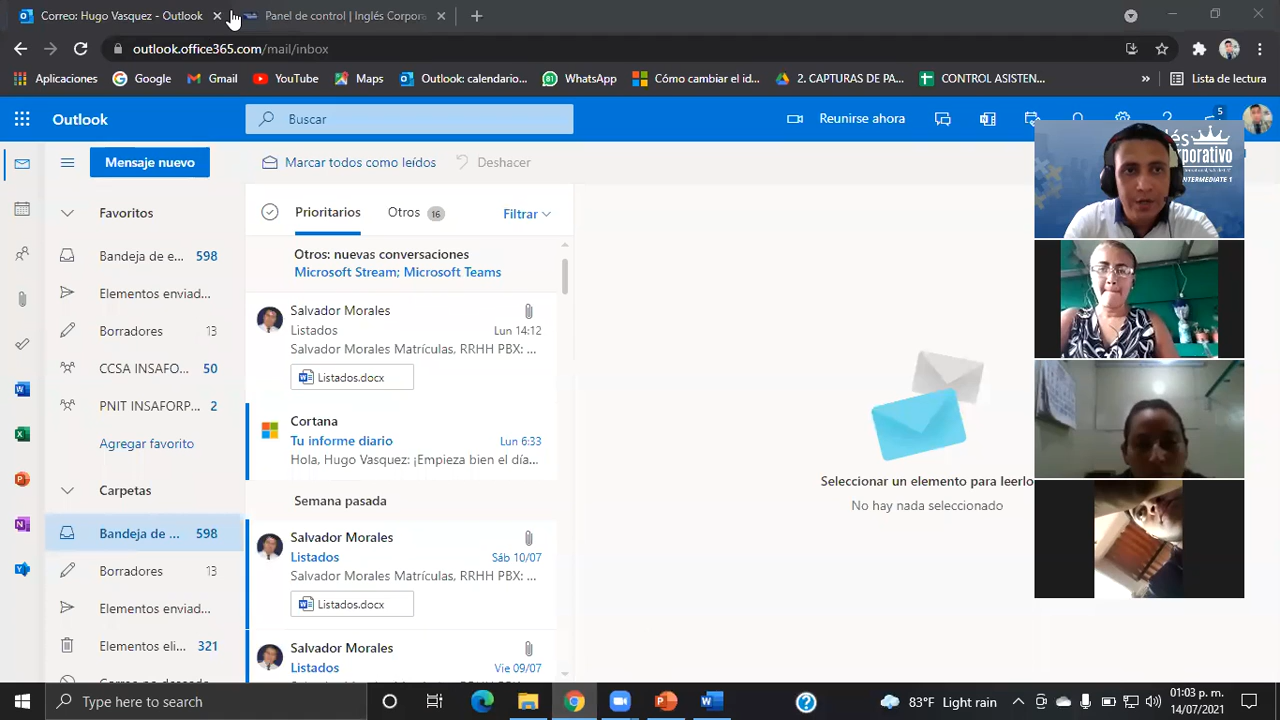 Correo: Hugo Vasquez - Outlook
Panel de control | Inglés Corpora
outlook.office365.com/mail/inbox
Aplicaciones
Google
Gmail
YouTube
Maps
Outlook: calendario...
81
WhatsApp
Cómo cambiar el id...
2. CAPTURAS DE PA...
CONTROL ASISTEN...
»
Lista de lectura
Outlook
Buscar
Reunirse ahora
5
Mensaje nuevo
Marcar todos como leídos
Deshacer
Favoritos
Prioritarios
Otros 16
Filtrar
Bandeja de e... 598
Elementos enviad...
Borradores 13
CCSA INSAFO... 50
PNIT INSAFORP... 2
Agregar favorito
Carpetas
Bandeja de ... 598
Borradores 13
Elementos enviad...
Elementos eli... 321
Otros: nuevas conversaciones
Microsoft Stream; Microsoft Teams
Salvador Morales
Listados Lun 14:12
Salvador Morales Matrículas, RRHH PBX: ...
Listados.docx
Cortana
Tu informe diario Lun 6:33
Hola, Hugo Vasquez: ¡Empieza bien el día...
Semana pasada
Salvador Morales
Listados Sáb 10/07
Salvador Morales Matrículas, RRHH PBX: ...
Listados.docx
Salvador Morales
Listados Vie 09/07
Seleccionar un elemento para leerlo
No hay nada seleccionado
INTERMEDIATE 1
Type here to search
83°F Light rain
01:03 p. m.
14/07/2021